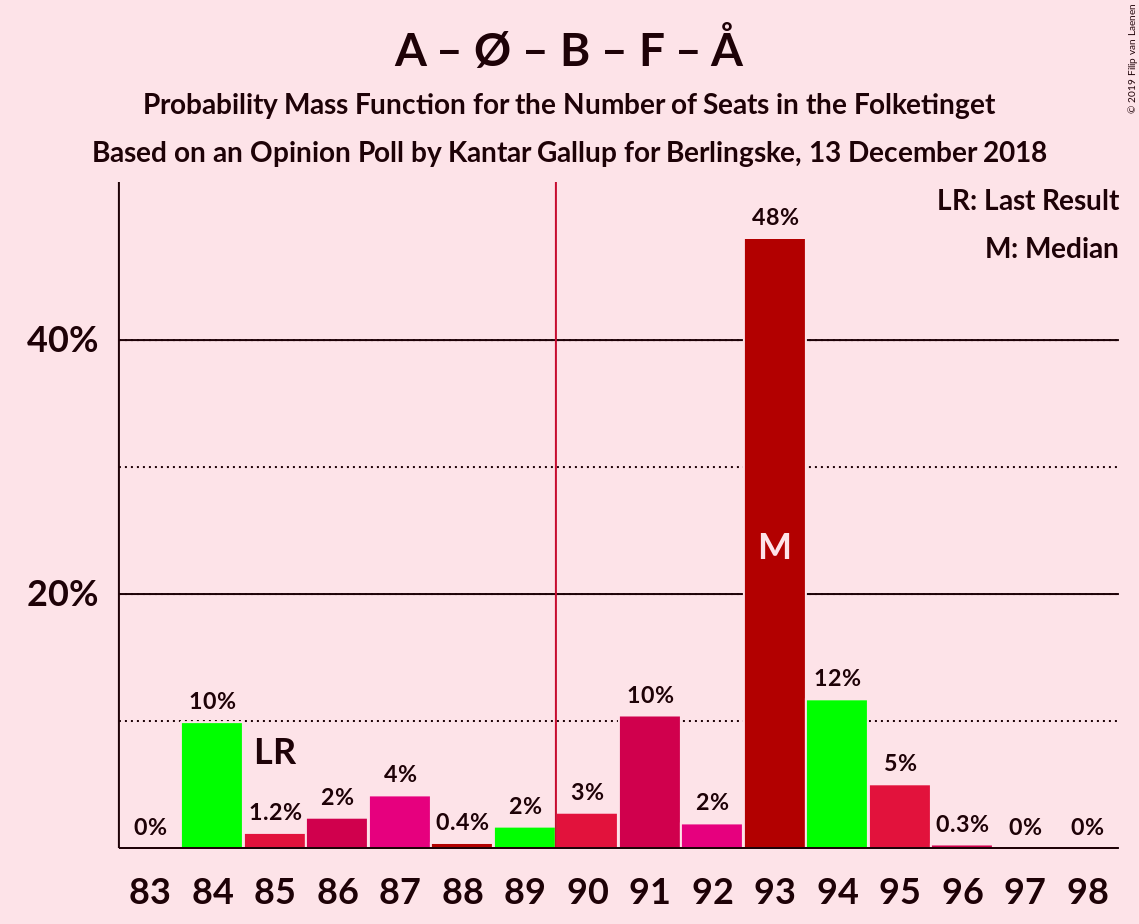 A – Ø – B – F – Å
Probability Mass Function for the Number of Seats in the Folketinget
Based on an Opinion Poll by Kantar Gallup for Berlingske, 13 December 2018
© 2019 Filip van Laenen
LR: Last Result
M: Median
48%
40%
M
20%
12%
10%
10%
LR
5%
4%
3%
2%
2%
2%
1.2%
0.4%
0.3%
0%
0%
0%
83 84 85 86 87 88 89 90 91 92 93 94 95 96 97 98